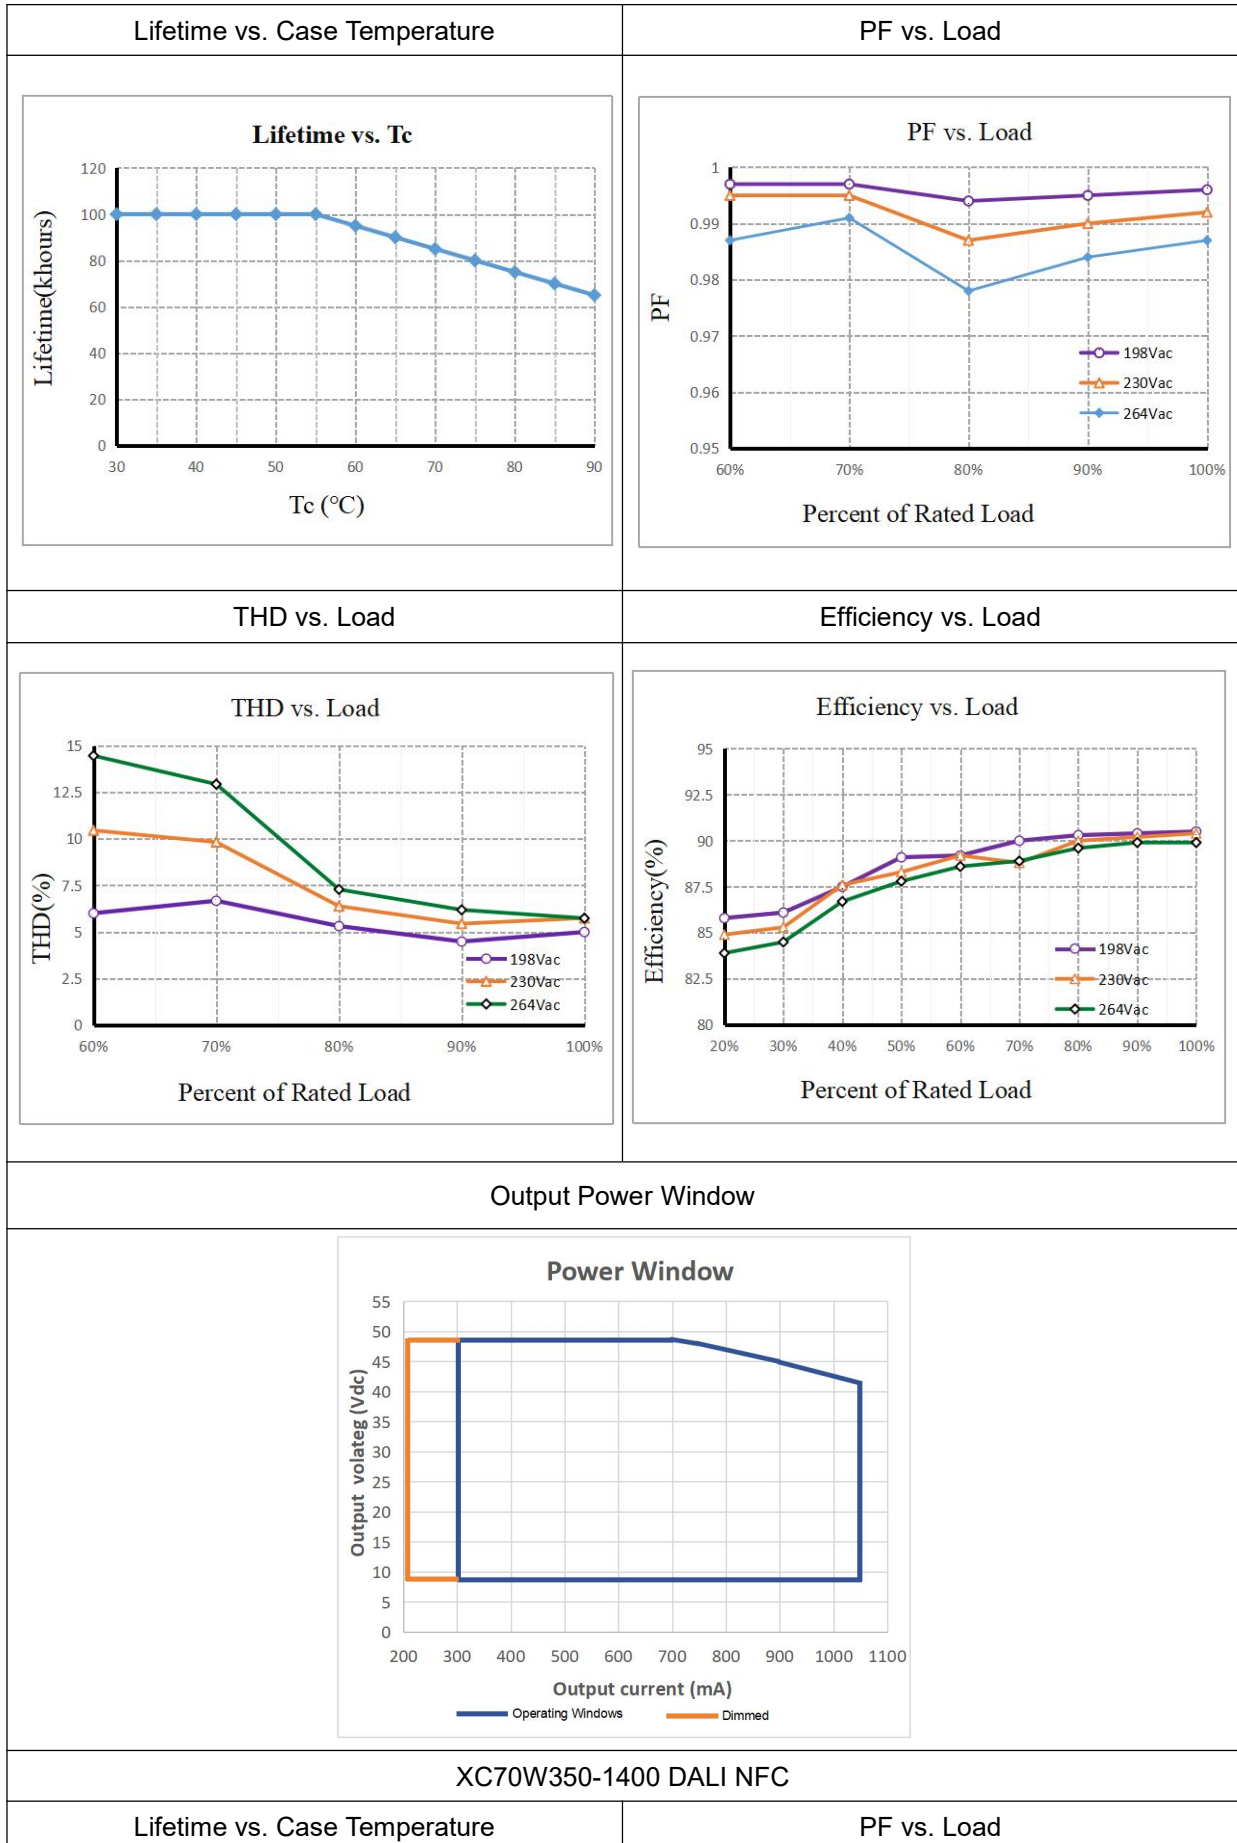 Lifetime vs. Case Temperature
PF vs. Load
Lifetime vs. Tc
120
100
80
60
40
20
0
Lifetime(khours)
30 40 50 60 70 80 90
Tc (°C)
PF vs. Load
1
0.99
0.98
0.97
0.96
0.95
PF
198Vac
230Vac
264Vac
60% 70% 80% 90% 100%
Percent of Rated Load
THD vs. Load
Efficiency vs. Load
THD vs. Load
15
12.5
10
7.5
5
2.5
0
THD(%)
198Vac
230Vac
264Vac
60% 70% 80% 90% 100%
Percent of Rated Load
Efficiency vs. Load
95
92.5
90
87.5
85
82.5
80
Efficiency(%)
198Vac
230Vac
264Vac
20% 30% 40% 50% 60% 70% 80% 90% 100%
Percent of Rated Load
Output Power Window
Power Window
55
50
45
40
35
30
25
20
15
10
5
0
Output volateg (Vdc)
200 300 400 500 600 700 800 900 1000 1100
Output current (mA)
Operating Windows Dimmed
XC70W350-1400 DALI NFC
Lifetime vs. Case Temperature
PF vs. Load